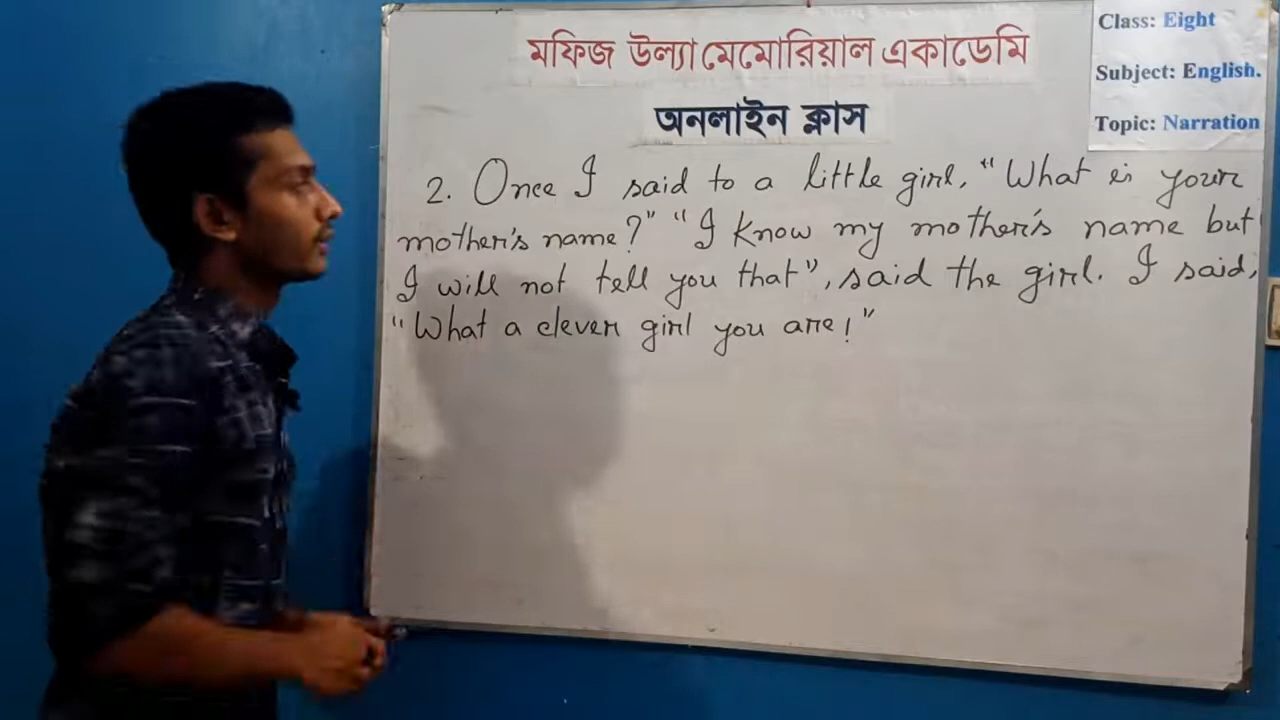 মফিজ উল্যা মেমোরিয়াল একাডেমি
অনলাইন ক্লাস
Class: Eight
Subject: English.
Topic: Narration
2. Once I said to a little girl, "What is your
mother's name?" "I know my mother's name but
I will not tell you that", said the girl. I said,
"What a clever girl you are!"